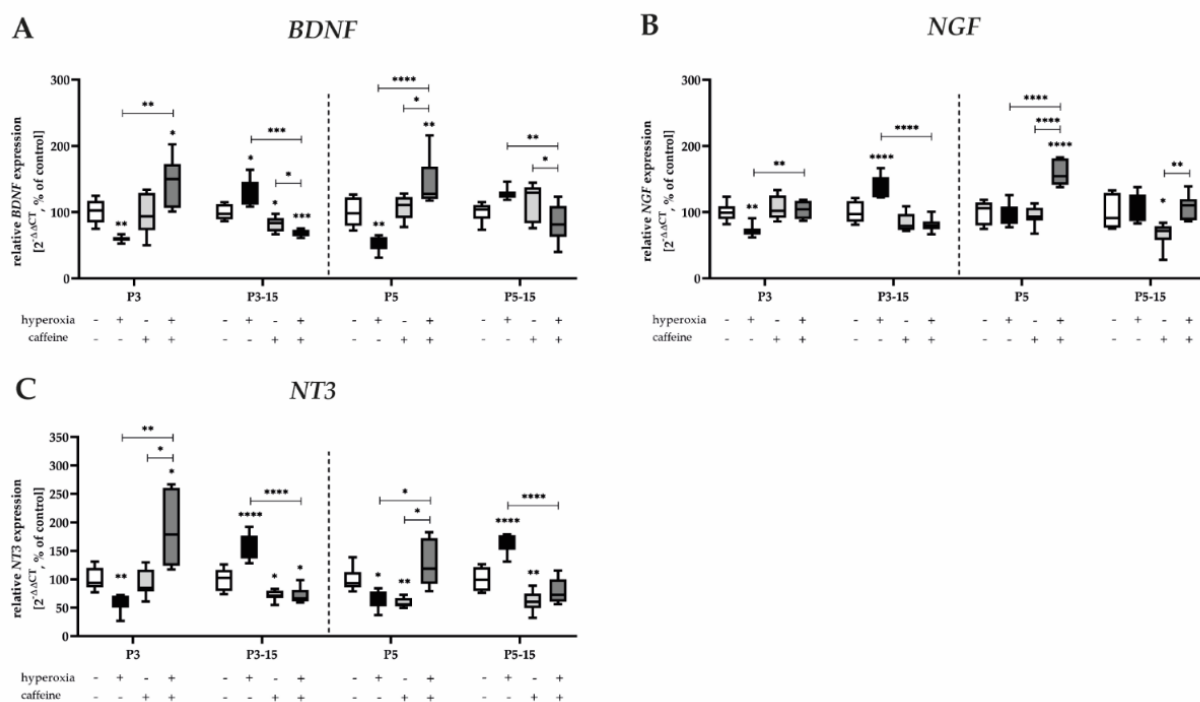 A
BDNF
relative BDNF expression
[2-ΔΔCT, % of control]
300
200
100
0
** * ** *** * * * *** ** **** * ** ** *
P3 P3-15 P5 P5-15
hyperoxia - + - + - + - + - + - + - + - +
caffeine - - + + - - + + - - + + - - + +
B
NGF
relative NGF expression
[2-ΔΔCT, % of control]
300
200
100
0
** ** **** **** **** **** **** * **
P3 P3-15 P5 P5-15
hyperoxia - + - + - + - + - + - + - + - +
caffeine - - + + - - + + - - + + - - + +
C
NT3
relative NT3 expression
[2-ΔΔCT, % of control]
350
300
250
200
150
100
50
0
** ** * * **** **** * * * ** * * **** ** ****
P3 P3-15 P5 P5-15
hyperoxia - + - + - + - + - + - + - + - +
caffeine - - + + - - + + - - + + - - + +